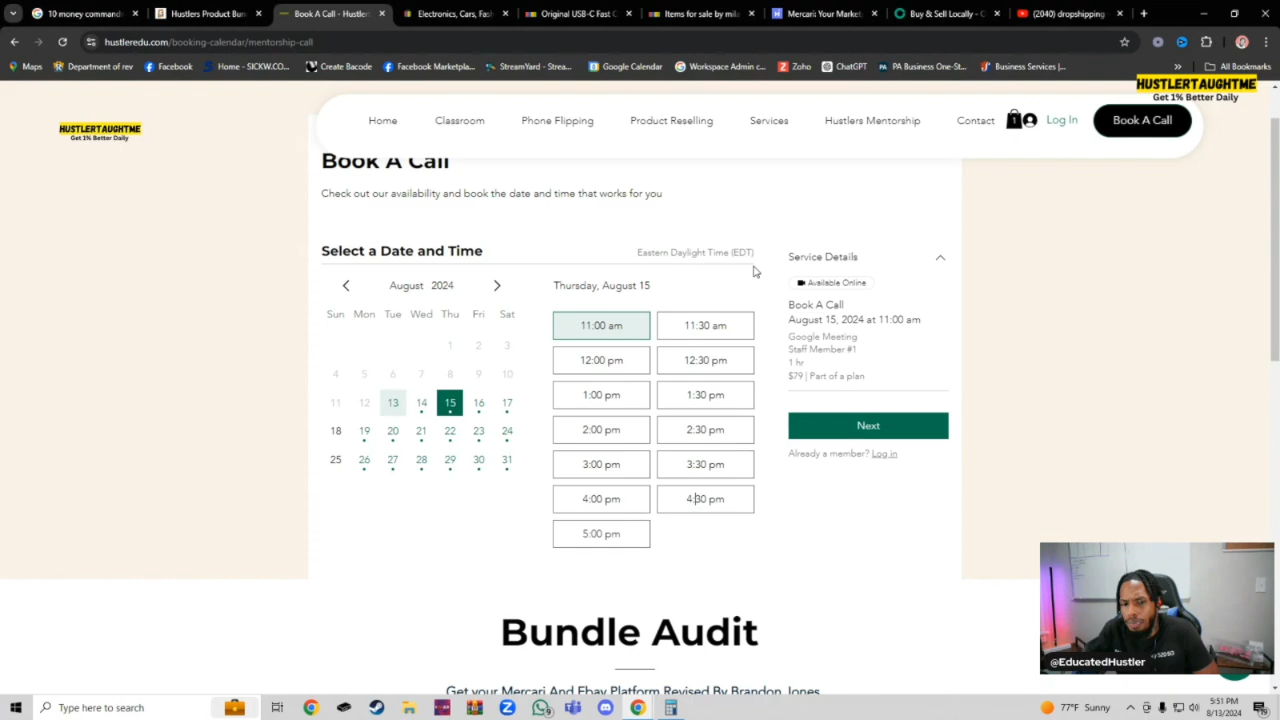 10 money command
Hustlers Product Bun
Book A Call - Hustler
Electronics, Cars, Fash
Original USB-C Fast C
Items for sale by mila
Mercari: Your Market
Buy & Sell Locally - C
(2040) dropshipping
hustleredu.com/booking-calendar/mentorship-call
Maps
Department of rev
Facebook
Home - SICKW.CO...
Create Bacode
Facebook Marketpla...
StreamYard - Strea...
Google Calendar
Workspace Admin c...
Zoho
ChatGPT
PA Business One-St...
Business Services |...
All Bookmarks
HUSTLERTAUGHTME
Get 1% Better Daily
HUSTLERTAUGHTME
Get 1% Better Daily
Home
Classroom
Phone Flipping
Product Reselling
Services
Hustlers Mentorship
Contact
1
Log In
Book A Call
Book A Call
Check out our availability and book the date and time that works for you
Select a Date and Time
Eastern Daylight Time (EDT)
August 2024
Sun Mon Tue Wed Thu Fri Sat
1 2 3
4 5 6 7 8 9 10
11 12 13 14 15 16 17
18 19 20 21 22 23 24
25 26 27 28 29 30 31
Thursday, August 15
11:00 am 11:30 am
12:00 pm 12:30 pm
1:00 pm 1:30 pm
2:00 pm 2:30 pm
3:00 pm 3:30 pm
4:00 pm 4:30 pm
5:00 pm
Service Details
Available Online
Book A Call
August 15, 2024 at 11:00 am
Google Meeting
Staff Member #1
1 hr
$79 | Part of a plan
Next
Already a member? Log in
Bundle Audit
Get your Mercari And Ebay Platform Revised By Brandon Jones
@EducatedHustler
Type here to search
77°F Sunny
5:51 PM
8/13/2024